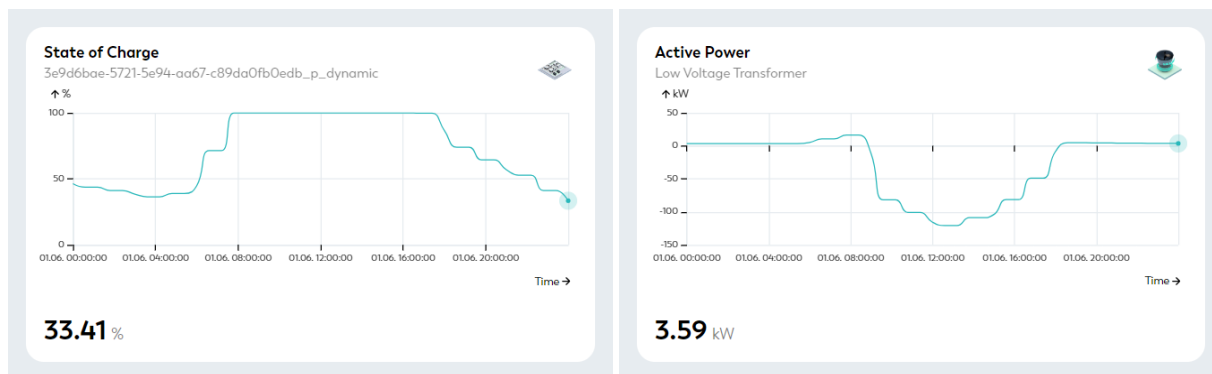 State of Charge
3e9d6bae-5721-5e94-aa67-c89da0fb0edb_p_dynamic
↑ %
100
50
0
01.06. 00:00:00 01.06. 04:00:00 01.06. 08:00:00 01.06. 12:00:00 01.06. 16:00:00 01.06. 20:00:00
Time →
33.41 %
Active Power
Low Voltage Transformer
↑ kW
50
0
-50
-100
-150
01.06. 00:00:00 01.06. 04:00:00 01.06. 08:00:00 01.06. 12:00:00 01.06. 16:00:00 01.06. 20:00:00
Time →
3.59 kW